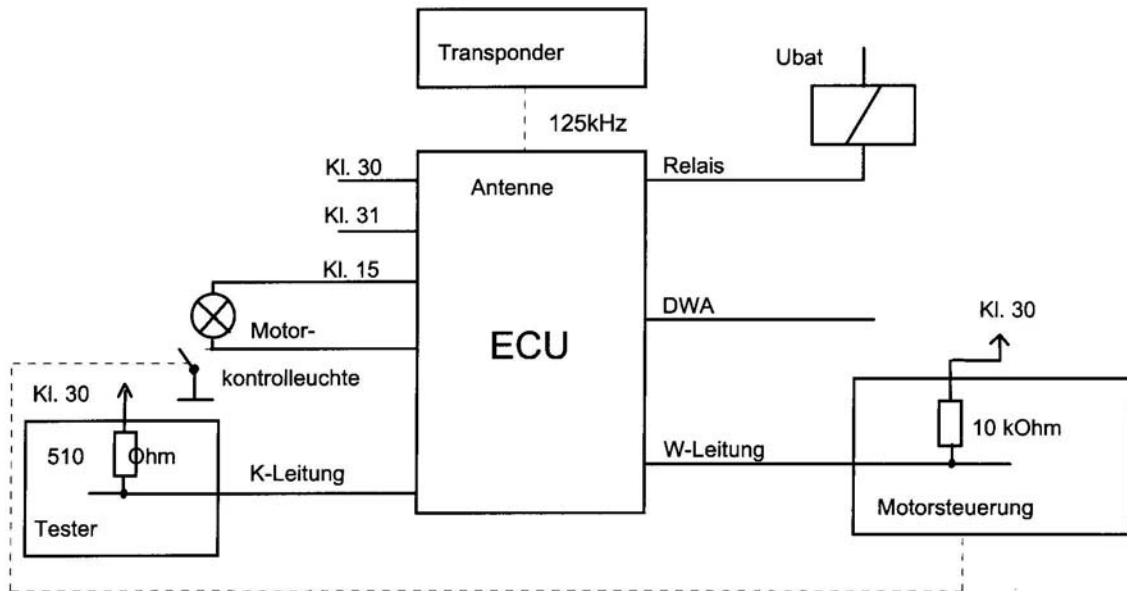 Transponder
Ubat
125kHz
Kl. 30
Antenne
Relais
Kl. 31
Kl. 15
DWA
Kl. 30
Motor-
ECU
kontrolleuchte
Kl. 30
510 Ohm
10 kOhm
W-Leitung
K-Leitung
Motorsteuerung
Tester